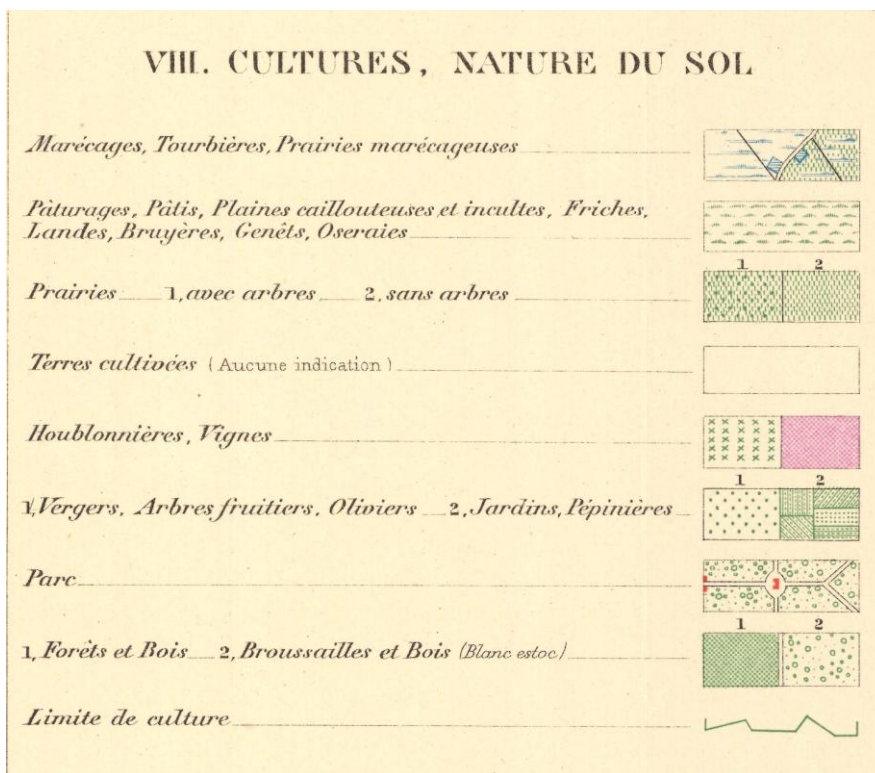 VIII. CULTURES, NATURE DU SOL
Marécages, Tourbières, Prairies marécageuses
Pâturages, Pâtis, Plaines caillouteuses et incultes, Friches,
Landes, Bruyères, Genêts, Oseraies
1 2
Prairies 1, avec arbres 2, sans arbres
Terres cultivées (Aucune indication)
Houblonnières, Vignes
1 2
1, Vergers, Arbres fruitiers, Oliviers 2, Jardins, Pépinières
Parc
1 2
1, Forêts et Bois 2, Broussailles et Bois (Blanc estoc)
Limite de culture